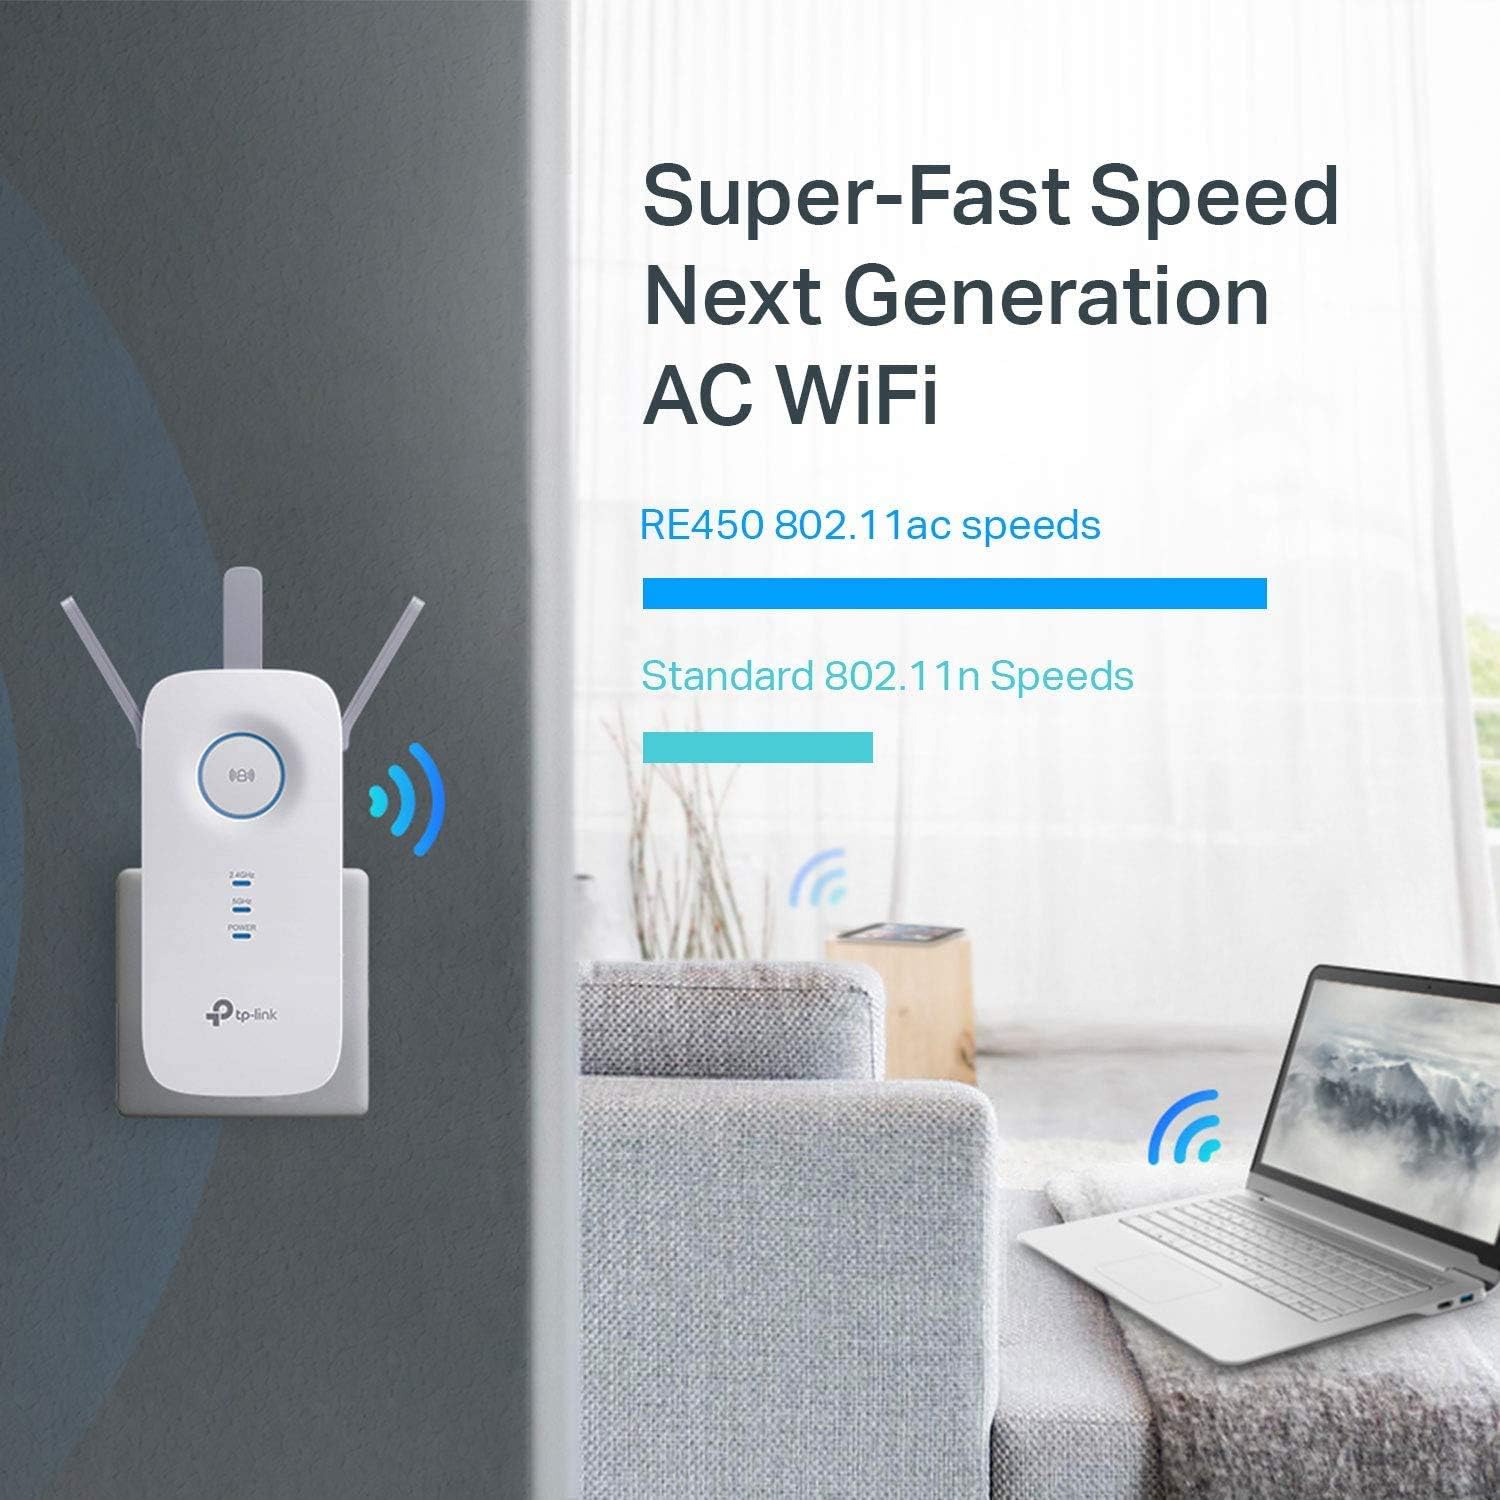 Super-Fast Speed
Next Generation
AC WiFi
RE450 802.11ac speeds
Standard 802.11n Speeds
2.4GHz
5GHz
POWER
tp-link